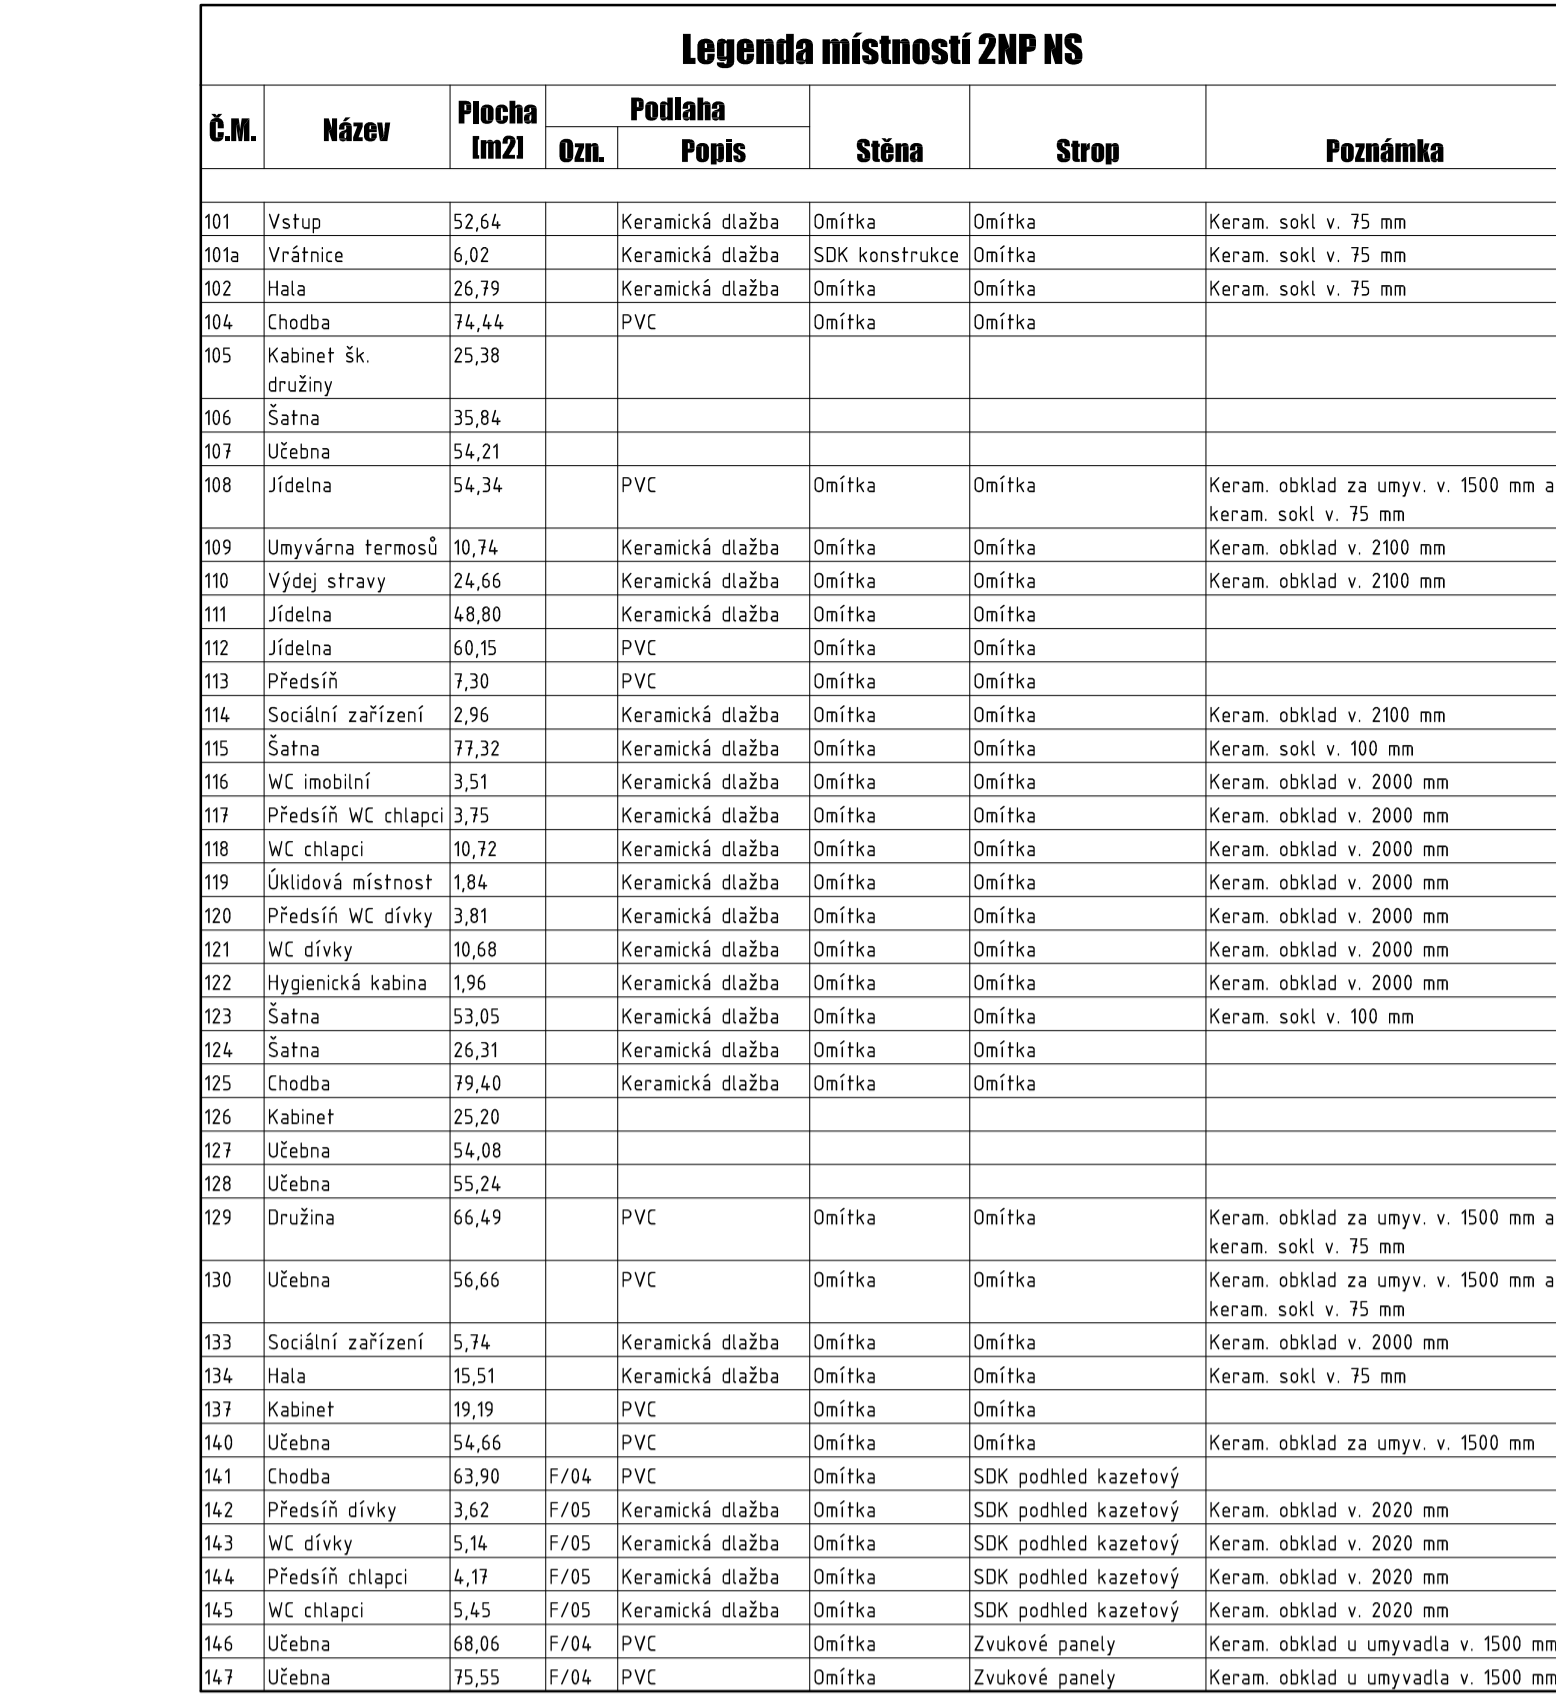 Legenda místností 2NP NS
Č.M. Název Plocha [m2] Podlaha Ozn. Popis Stěna Strop Poznámka
101 Vstup 52,64 Keramická dlažba Omítka Omítka Keram. sokl v. 75 mm
101a Vrátnice 6,02 Keramická dlažba SDK konstrukce Omítka Keram. sokl v. 75 mm
102 Hala 26,79 Keramická dlažba Omítka Omítka Keram. sokl v. 75 mm
104 Chodba 74,44 PVC Omítka Omítka
105 Kabinet šk. 25,38
družiny
106 Šatna 35,84
107 Učebna 54,21
108 Jídelna 54,34 PVC Omítka Omítka Keram. obklad za umyv. v. 1500 mm a
keram. sokl v. 75 mm
109 Umyvárna termosů 10,74 Keramická dlažba Omítka Omítka Keram. obklad v. 2100 mm
110 Výdej stravy 24,66 Keramická dlažba Omítka Omítka Keram. obklad v. 2100 mm
111 Jídelna 48,80 Keramická dlažba Omítka Omítka
112 Jídelna 60,15 PVC Omítka Omítka
113 Předsíň 7,30 PVC Omítka Omítka
114 Sociální zařízení 2,96 Keramická dlažba Omítka Omítka Keram. obklad v. 2100 mm
115 Šatna 77,32 Keramická dlažba Omítka Omítka Keram. sokl v. 100 mm
116 WC imobilní 3,51 Keramická dlažba Omítka Omítka Keram. obklad v. 2000 mm
117 Předsíň WC chlapci 3,75 Keramická dlažba Omítka Omítka Keram. obklad v. 2000 mm
118 WC chlapci 10,72 Keramická dlažba Omítka Omítka Keram. obklad v. 2000 mm
119 Úklidová místnost 1,84 Keramická dlažba Omítka Omítka Keram. obklad v. 2000 mm
120 Předsíň WC dívky 3,81 Keramická dlažba Omítka Omítka Keram. obklad v. 2000 mm
121 WC dívky 10,68 Keramická dlažba Omítka Omítka Keram. obklad v. 2000 mm
122 Hygienická kabina 1,96 Keramická dlažba Omítka Omítka Keram. obklad v. 2000 mm
123 Šatna 53,05 Keramická dlažba Omítka Omítka Keram. sokl v. 100 mm
124 Šatna 26,31 Keramická dlažba Omítka Omítka
125 Chodba 79,40 Keramická dlažba Omítka Omítka
126 Kabinet 25,20
127 Učebna 54,08
128 Učebna 55,24
129 Družina 66,49 PVC Omítka Omítka Keram. obklad za umyv. v. 1500 mm a
keram. sokl v. 75 mm
130 Učebna 56,66 PVC Omítka Omítka Keram. obklad za umyv. v. 1500 mm a
keram. sokl v. 75 mm
133 Sociální zařízení 5,74 Keramická dlažba Omítka Omítka Keram. obklad v. 2000 mm
134 Hala 15,51 Keramická dlažba Omítka Omítka Keram. sokl v. 75 mm
137 Kabinet 19,19 PVC Omítka Omítka
140 Učebna 54,66 PVC Omítka Omítka Keram. obklad za umyv. v. 1500 mm
141 Chodba 63,90 F/04 PVC Omítka SDK podhled kazetový
142 Předsíň dívky 3,62 F/05 Keramická dlažba Omítka SDK podhled kazetový Keram. obklad v. 2020 mm
143 WC dívky 5,14 F/05 Keramická dlažba Omítka SDK podhled kazetový Keram. obklad v. 2020 mm
144 Předsíň chlapci 4,17 F/05 Keramická dlažba Omítka SDK podhled kazetový Keram. obklad v. 2020 mm
145 WC chlapci 5,45 F/05 Keramická dlažba Omítka SDK podhled kazetový Keram. obklad v. 2020 mm
146 Učebna 68,06 F/04 PVC Omítka Zvukové panely Keram. obklad u umyvadla v. 1500 mm
147 Učebna 75,55 F/04 PVC Omítka Zvukové panely Keram. obklad u umyvadla v. 1500 mm